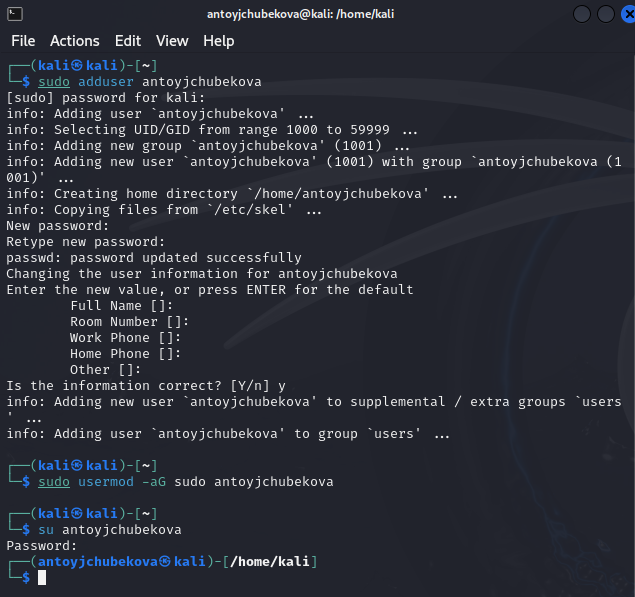 antoyjchubekova@kali: /home/kali
File Actions Edit View Help
┌──(kali㉿kali)-[~]
└─$ sudo adduser antoyjchubekova
[sudo] password for kali:
info: Adding user `antoyjchubekova' ...
info: Selecting UID/GID from range 1000 to 59999 ...
info: Adding new group `antoyjchubekova' (1001) ...
info: Adding new user `antoyjchubekova' (1001) with group `antoyjchubekova (1
001)' ...
info: Creating home directory `/home/antoyjchubekova' ...
info: Copying files from `/etc/skel' ...
New password:
Retype new password:
passwd: password updated successfully
Changing the user information for antoyjchubekova
Enter the new value, or press ENTER for the default
        Full Name []:
        Room Number []:
        Work Phone []:
        Home Phone []:
        Other []:
Is the information correct? [Y/n] y
info: Adding new user `antoyjchubekova' to supplemental / extra groups `users
' ...
info: Adding user `antoyjchubekova' to group `users' ...
┌──(kali㉿kali)-[~]
└─$ sudo usermod -aG sudo antoyjchubekova
┌──(kali㉿kali)-[~]
└─$ su antoyjchubekova
Password:
┌──(antoyjchubekova㉿kali)-[/home/kali]
└─$